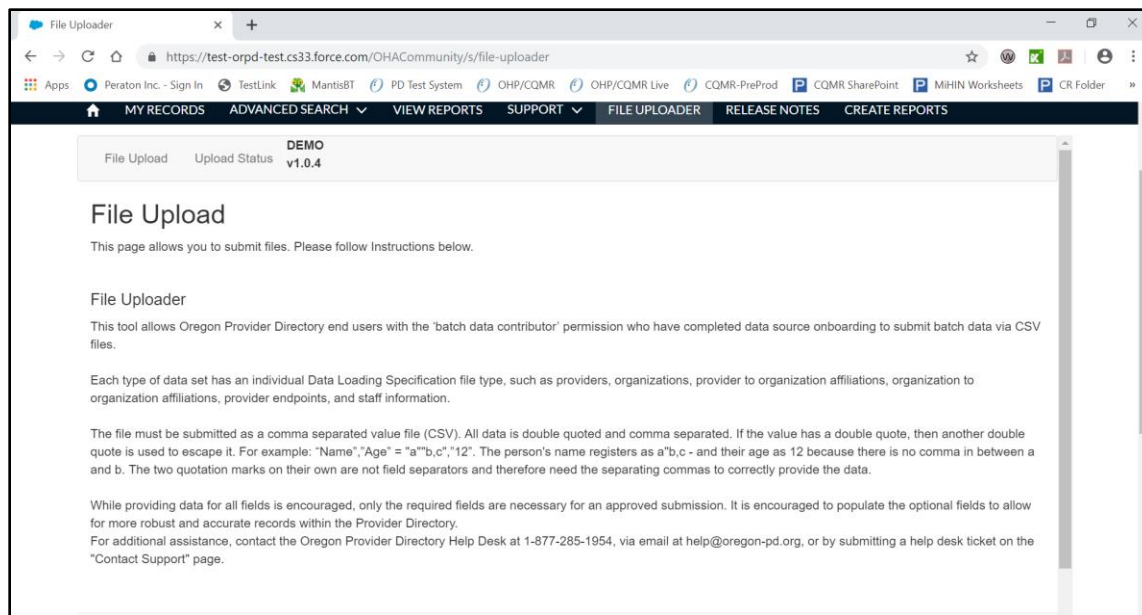 File Uploader
https://test-orpd-test.cs33.force.com/OHACommunity/s/file-uploader
Apps Peraton Inc. - Sign In TestLink MantisBT PD Test System OHP/CQMR OHP/CQMR Live CQMR-PreProd CQMR SharePoint MiHIN Worksheets CR Folder »
MY RECORDS ADVANCED SEARCH VIEW REPORTS SUPPORT FILE UPLOADER RELEASE NOTES CREATE REPORTS
File Upload Upload Status DEMO
v1.0.4
File Upload
This page allows you to submit files. Please follow Instructions below.
File Uploader
This tool allows Oregon Provider Directory end users with the 'batch data contributor' permission who have completed data source onboarding to submit batch data via CSV
files.
Each type of data set has an individual Data Loading Specification file type, such as providers, organizations, provider to organization affiliations, organization to
organization affiliations, provider endpoints, and staff information.
The file must be submitted as a comma separated value file (CSV). All data is double quoted and comma separated. If the value has a double quote, then another double
quote is used to escape it. For example: “Name”,”Age” = "a""b,c","12". The person's name registers as a"b,c - and their age as 12 because there is no comma in between a
and b. The two quotation marks on their own are not field separators and therefore need the separating commas to correctly provide the data.
While providing data for all fields is encouraged, only the required fields are necessary for an approved submission. It is encouraged to populate the optional fields to allow
for more robust and accurate records within the Provider Directory.
For additional assistance, contact the Oregon Provider Directory Help Desk at 1-877-285-1954, via email at help@oregon-pd.org, or by submitting a help desk ticket on the
"Contact Support" page.